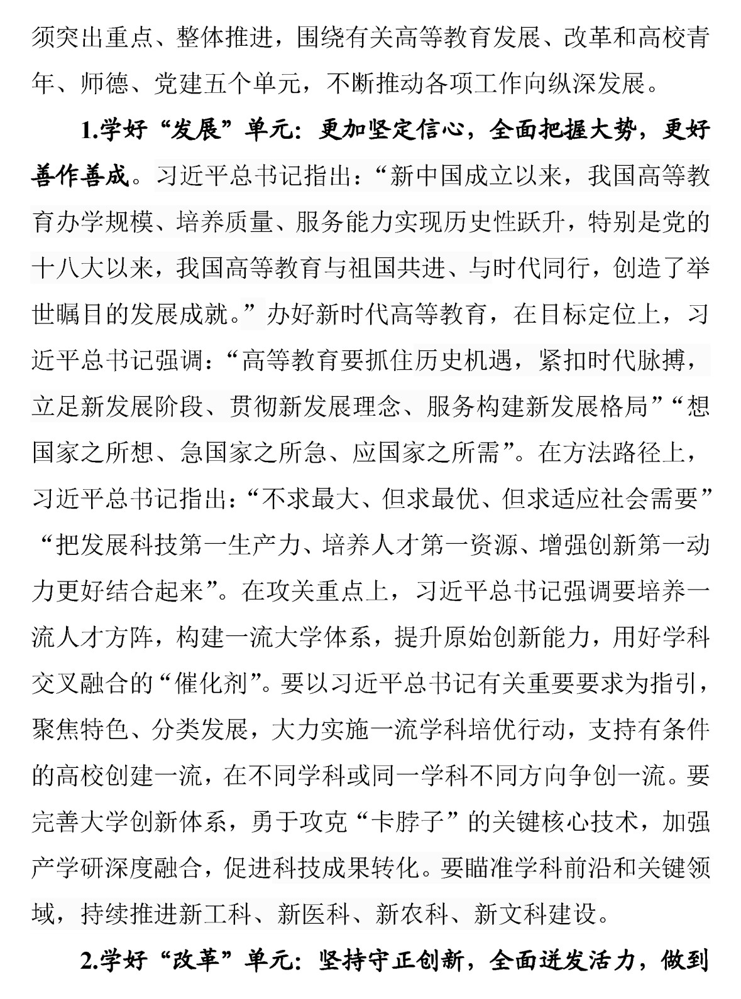 须突出重点、整体推进，围绕有关高等教育发展、改革和高校青
年、师德、党建五个单元，不断推动各项工作向纵深发展。
1.学好“发展”单元：更加坚定信心，全面把握大势，更好
善作善成。习近平总书记指出：“新中国成立以来，我国高等教
育办学规模、培养质量、服务能力实现历史性跃升，特别是党的
十八大以来，我国高等教育与祖国共进、与时代同行，创造了举
世瞩目的发展成就。”办好新时代高等教育，在目标定位上，习
近平总书记强调：“高等教育要抓住历史机遇，紧扣时代脉搏，
立足新发展阶段、贯彻新发展理念、服务构建新发展格局”“想
国家之所想、急国家之所急、应国家之所需”。在方法路径上，
习近平总书记指出：“不求最大、但求最优、但求适应社会需要”
“把发展科技第一生产力、培养人才第一资源、增强创新第一动
力更好结合起来”。在攻关重点上，习近平总书记强调要培养一
流人才方阵，构建一流大学体系，提升原始创新能力，用好学科
交叉融合的“催化剂”。要以习近平总书记有关重要要求为指引，
聚焦特色、分类发展，大力实施一流学科培优行动，支持有条件
的高校创建一流，在不同学科或同一学科不同方向争创一流。要
完善大学创新体系，勇于攻克“卡脖子”的关键核心技术，加强
产学研深度融合，促进科技成果转化。要瞄准学科前沿和关键领
域，持续推进新工科、新医科、新农科、新文科建设。
2.学好“改革”单元：坚持守正创新，全面迸发活力，做到